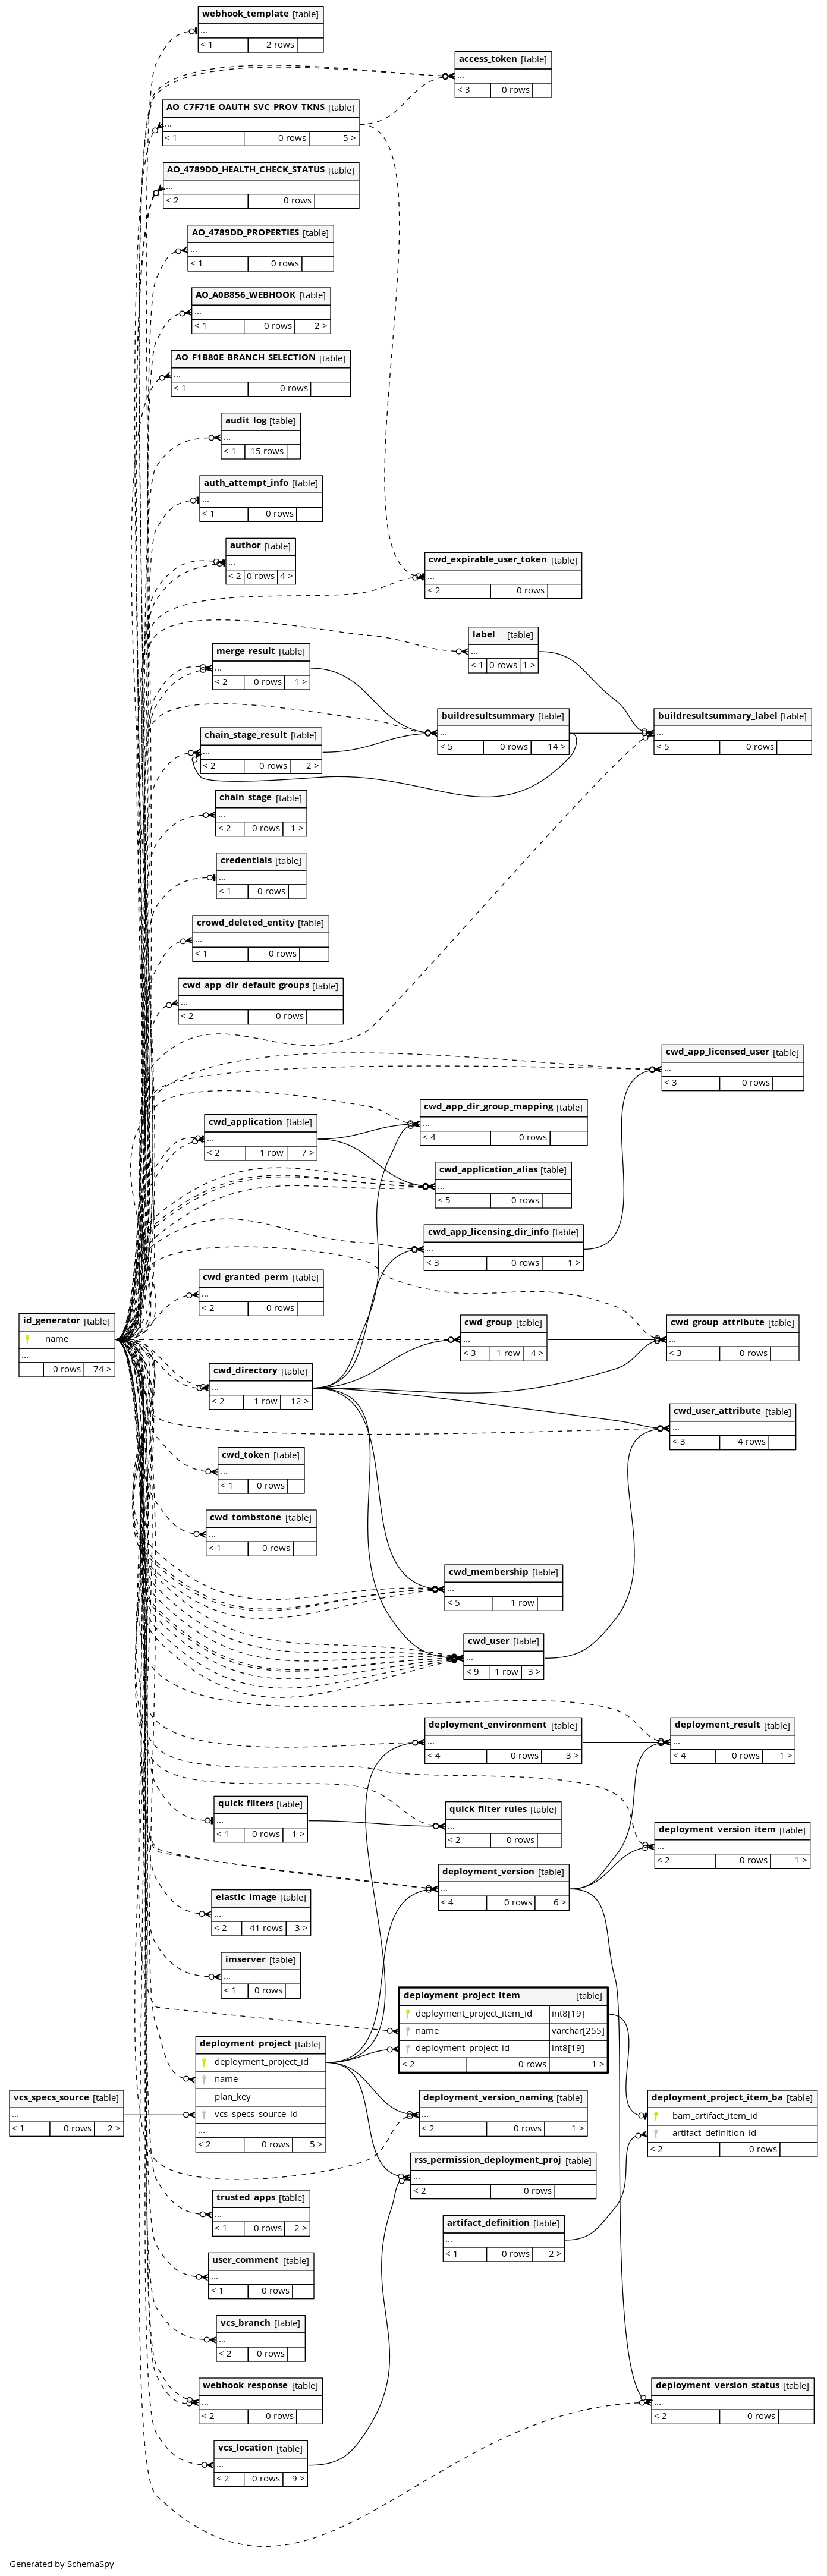 webhook_template [table]
...
< 1 2 rows
access_token [table]
...
< 3 0 rows
AO_C7F71E_OAUTH_SVC_PROV_TKNS [table]
...
< 1 0 rows 5 >
AO_4789DD_HEALTH_CHECK_STATUS [table]
...
< 2 0 rows
AO_4789DD_PROPERTIES [table]
...
< 1 0 rows
AO_A0B856_WEBHOOK [table]
...
< 1 0 rows 2 >
AO_F1B80E_BRANCH_SELECTION [table]
...
< 1 0 rows
audit_log [table]
...
< 1 15 rows
auth_attempt_info [table]
...
< 1 0 rows
author [table]
...
< 2 0 rows 4 >
cwd_expirable_user_token [table]
...
< 2 0 rows
label [table]
...
< 1 0 rows 1 >
merge_result [table]
...
< 2 0 rows 1 >
buildresultsummary [table]
...
< 5 0 rows 14 >
buildresultsummary_label [table]
...
< 5 0 rows
chain_stage_result [table]
...
< 2 0 rows 2 >
chain_stage [table]
...
< 2 0 rows 1 >
credentials [table]
...
< 1 0 rows
crowd_deleted_entity [table]
...
< 1 0 rows
cwd_app_dir_default_groups [table]
...
< 2 0 rows
cwd_app_licensed_user [table]
...
< 3 0 rows
cwd_app_dir_group_mapping [table]
...
< 4 0 rows
cwd_application [table]
...
< 2 1 row 7 >
cwd_application_alias [table]
...
< 5 0 rows
cwd_app_licensing_dir_info [table]
...
< 3 0 rows 1 >
cwd_granted_perm [table]
...
< 2 0 rows
id_generator [table]
name
...
0 rows 74 >
cwd_group [table]
...
< 3 1 row 4 >
cwd_group_attribute [table]
...
< 3 0 rows
cwd_directory [table]
...
< 2 1 row 12 >
cwd_user_attribute [table]
...
< 3 4 rows
cwd_token [table]
...
< 1 0 rows
cwd_tombstone [table]
...
< 1 0 rows
cwd_membership [table]
...
< 5 1 row
cwd_user [table]
...
< 9 1 row 3 >
deployment_environment [table]
...
< 4 0 rows 3 >
deployment_result [table]
...
< 4 0 rows 1 >
quick_filters [table]
...
< 1 0 rows 1 >
quick_filter_rules [table]
...
< 2 0 rows
deployment_version_item [table]
...
< 2 0 rows 1 >
deployment_version [table]
...
< 4 0 rows 6 >
elastic_image [table]
...
< 2 41 rows 3 >
imserver [table]
...
< 1 0 rows
deployment_project_item [table]
deployment_project_item_id int8[19]
name varchar[255]
deployment_project_id int8[19]
< 2 0 rows 1 >
deployment_project [table]
deployment_project_id
name
plan_key
vcs_specs_source_id
...
< 2 0 rows 5 >
vcs_specs_source [table]
...
< 1 0 rows 2 >
deployment_version_naming [table]
...
< 2 0 rows 1 >
deployment_project_item_ba [table]
bam_artifact_item_id
artifact_definition_id
< 2 0 rows
rss_permission_deployment_proj [table]
...
< 2 0 rows
trusted_apps [table]
...
< 1 0 rows 2 >
artifact_definition [table]
...
< 1 0 rows 2 >
user_comment [table]
...
< 1 0 rows
vcs_branch [table]
...
< 2 0 rows
webhook_response [table]
...
< 2 0 rows
deployment_version_status [table]
...
< 2 0 rows
vcs_location [table]
...
< 2 0 rows 9 >
Generated by SchemaSpy